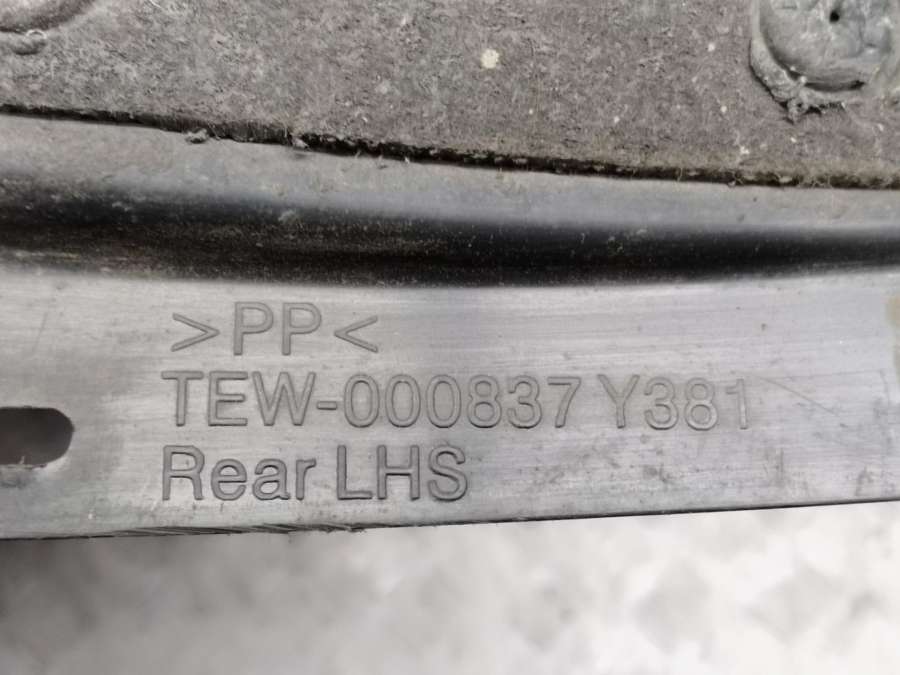 >PP<
TEW-000837 Y381
Rear LHS